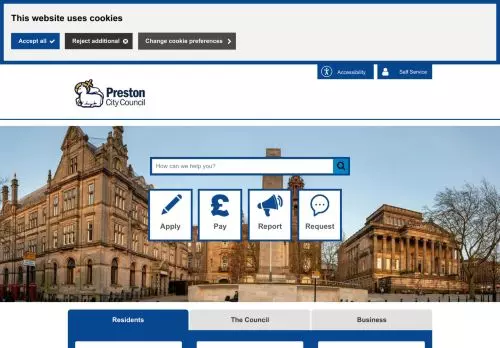 This website uses cookies
Accept all
Reject additional
Change cookie preferences
Accessibility
Self Service
Preston
City Council
How can we help you?
Apply
Pay
Report
Request
Residents
The Council
Business